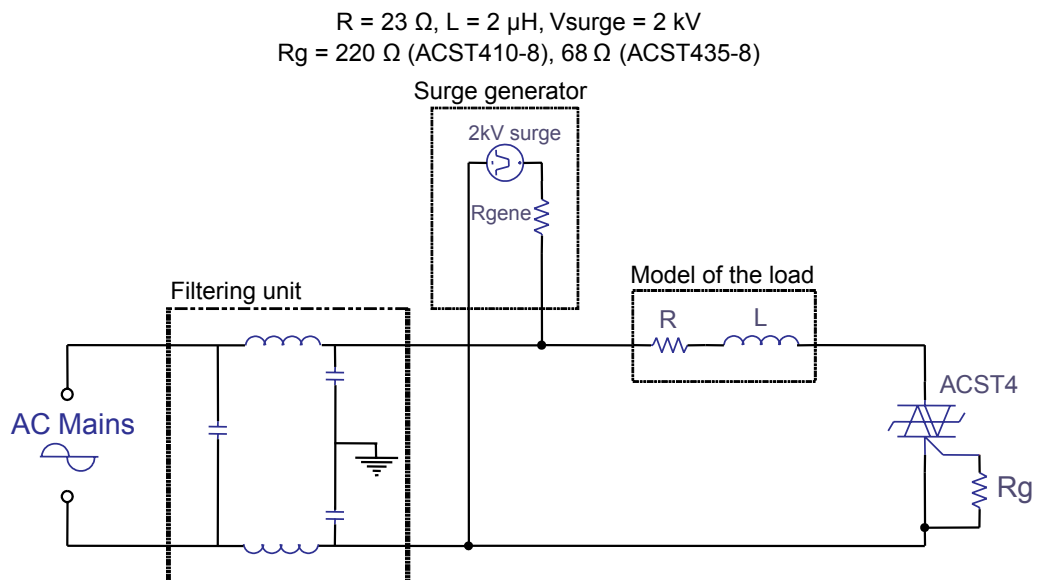 R = 23 Ω, L = 2 µH, Vsurge = 2 kV
Rg = 220 Ω (ACST410-8), 68 Ω (ACST435-8)
Surge generator
2kV surge
Rgene
Model of the load
Filtering unit
R
L
ACST4
AC Mains
Rg